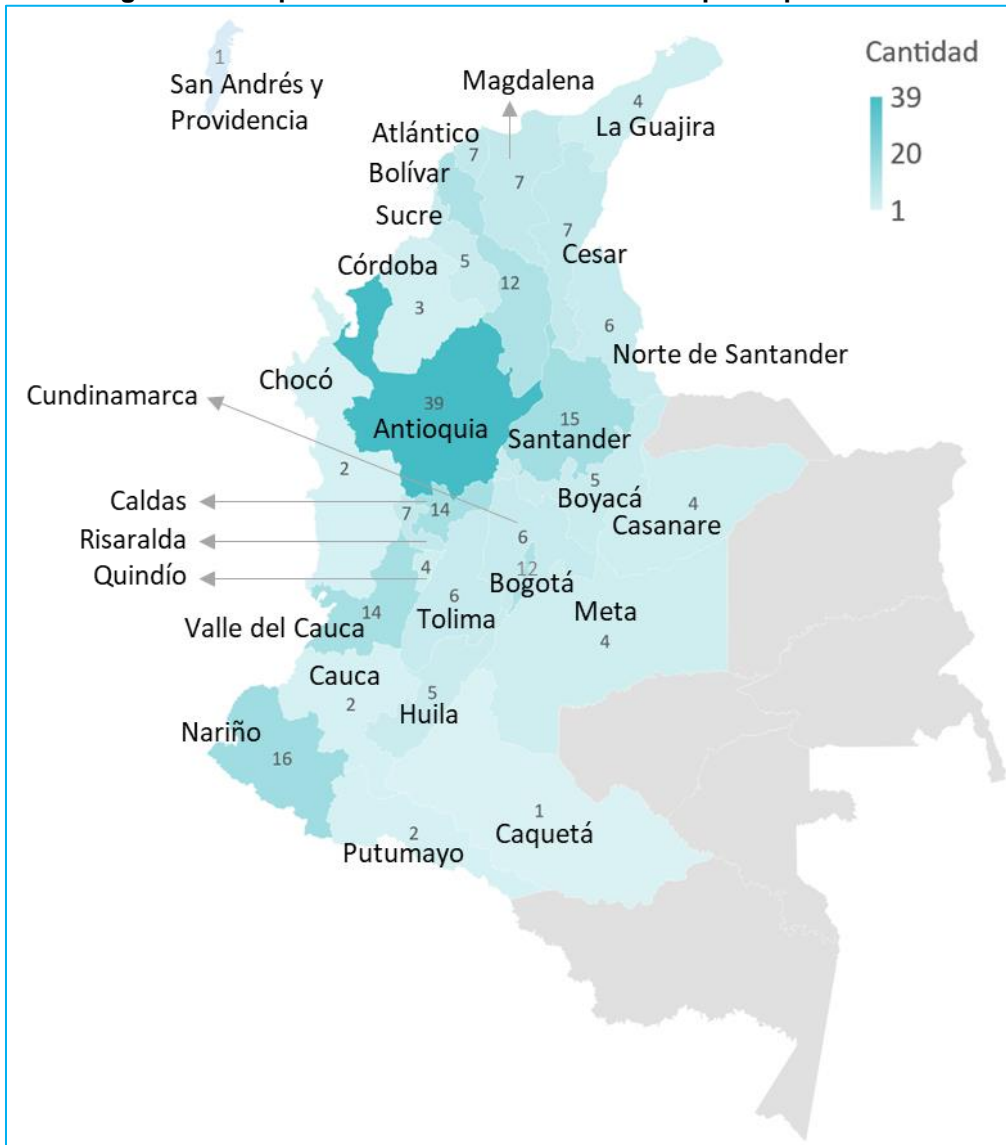 1
San Andrés y
Providencia
Magdalena
Cantidad
39
20
1
4
La Guajira
Atlántico
7
Bolívar
7
Sucre
7
Cesar
Córdoba
5
12
3
6
Norte de Santander
Chocó
Cundinamarca
39
Antioquia
15
Santander
2
5
Boyacá
4
Casanare
Caldas
7
14
Risaralda
6
Quindío
4
12
Bogotá
6
Tolima
Meta
4
14
Valle del Cauca
Cauca
2
5
Huila
Nariño
16
1
Caquetá
2
Putumayo